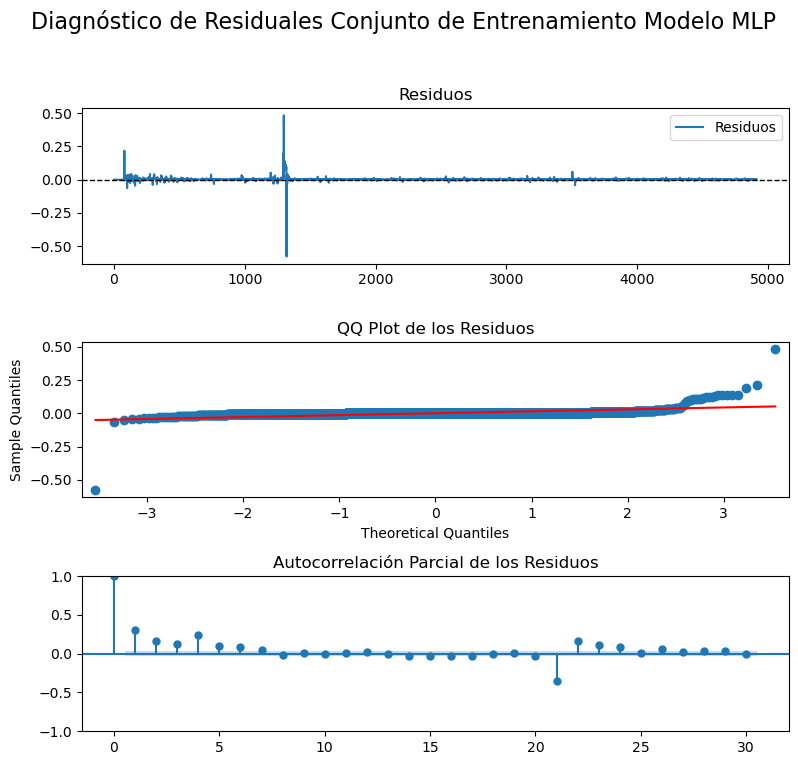 Diagnóstico de Residuales Conjunto de Entrenamiento Modelo MLP
Residuos
0.50
0.25
0.00
−0.25
−0.50
Residuos
0 1000 2000 3000 4000 5000
QQ Plot de los Residuos
Sample Quantiles
0.50
0.25
0.00
−0.25
−0.50
−3 −2 −1 0 1 2 3
Theoretical Quantiles
Autocorrelación Parcial de los Residuos
1.0
0.5
0.0
−0.5
−1.0
0 5 10 15 20 25 30